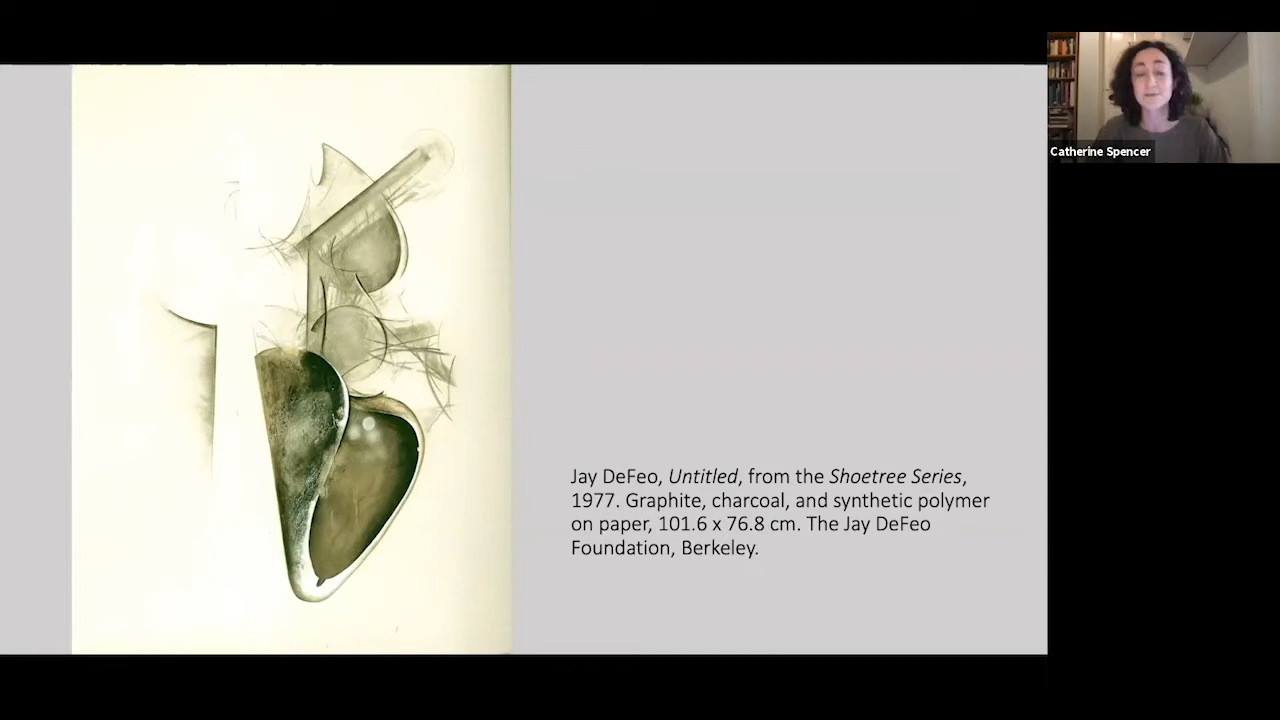 Catherine Spencer
Jay DeFeo, Untitled, from the Shoetree Series,
1977. Graphite, charcoal, and synthetic polymer
on paper, 101.6 x 76.8 cm. The Jay DeFeo
Foundation, Berkeley.